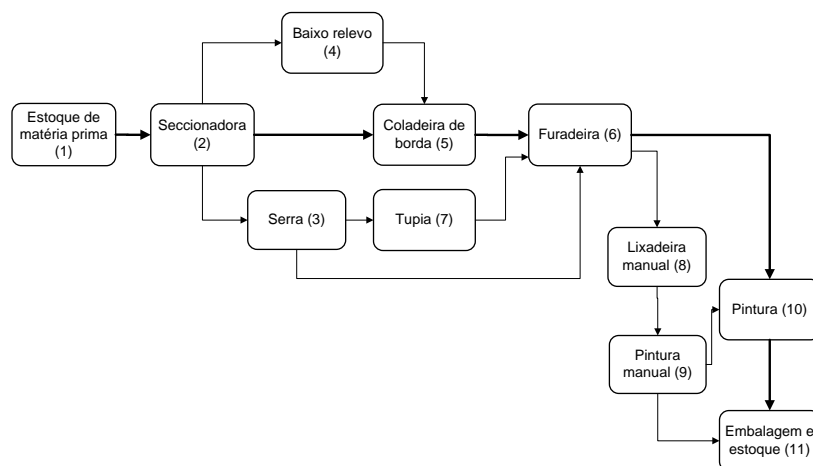 Baixo relevo
(4)
Estoque de
matéria prima
(1)
Seccionadora
(2)
Coladeira de
borda (5)
Furadeira (6)
Serra (3)
Tupia (7)
Lixadeira
manual (8)
Pintura (10)
Pintura
manual (9)
Embalagem e
estoque (11)